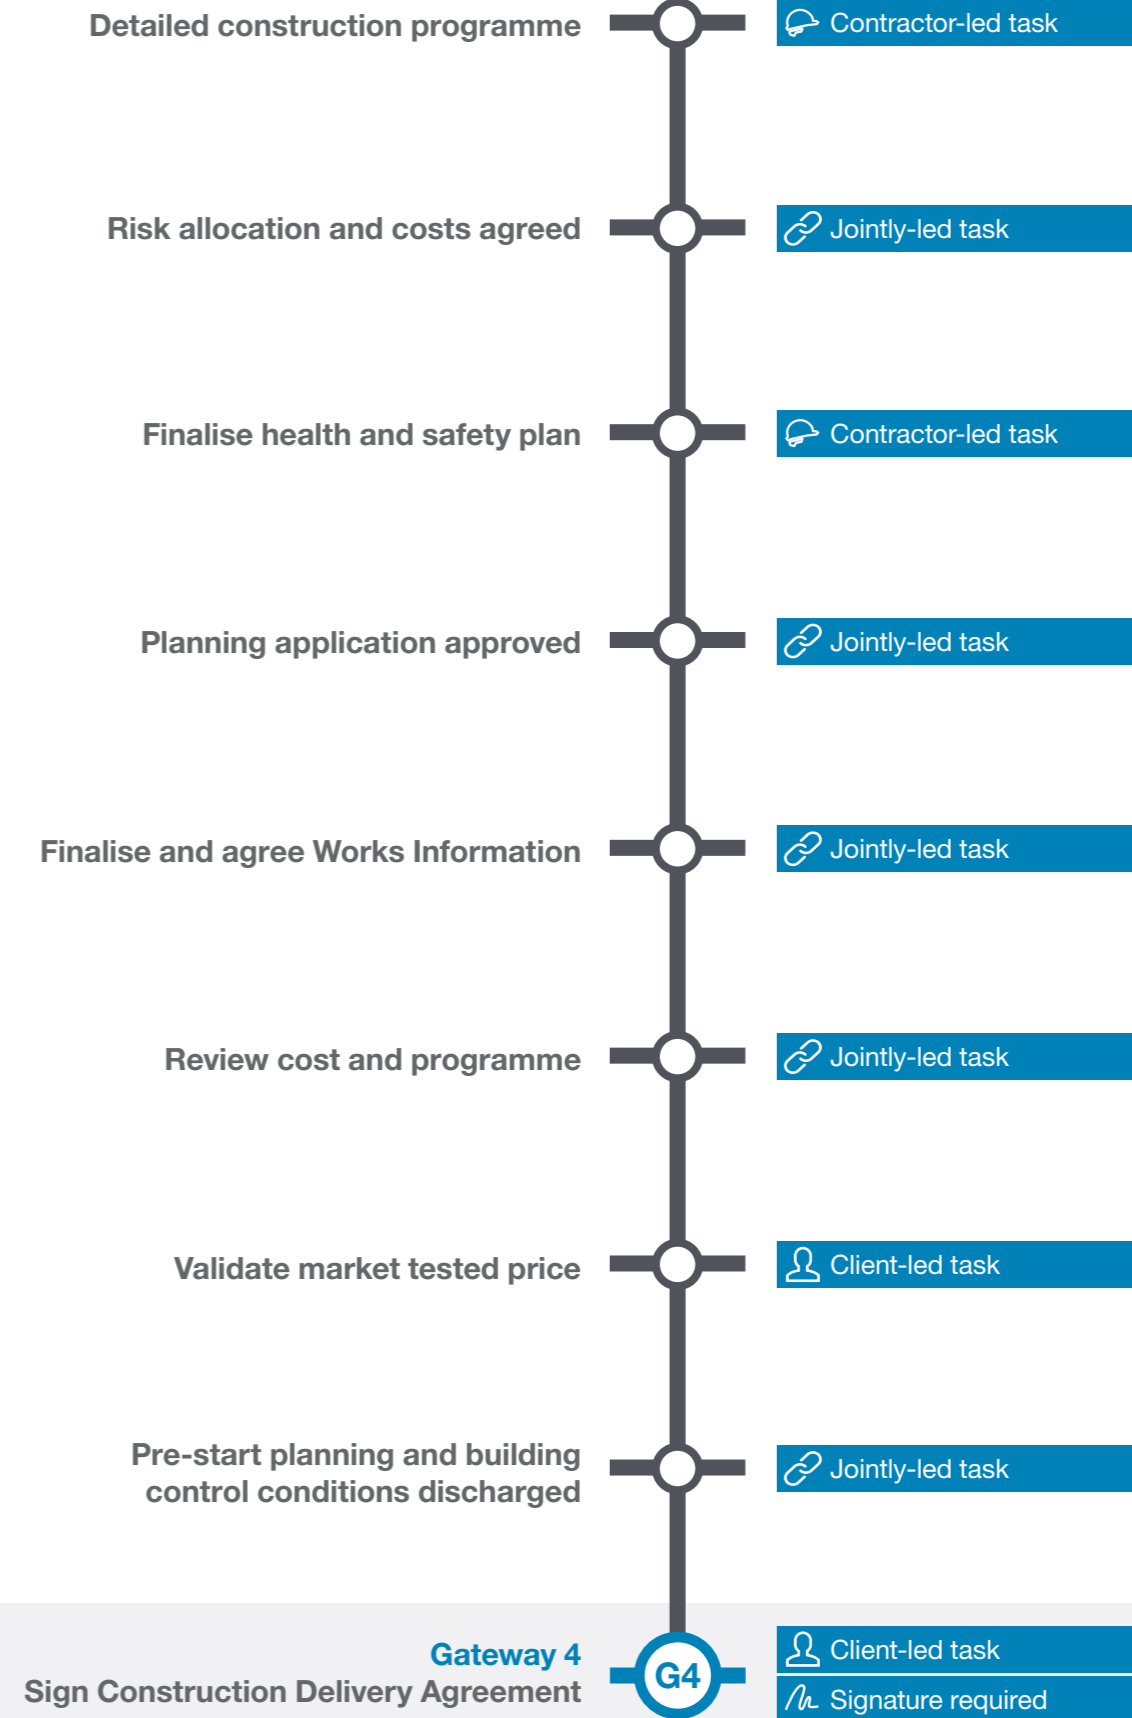 Detailed construction programme
Contractor-led task
Risk allocation and costs agreed
Jointly-led task
Finalise health and safety plan
Contractor-led task
Planning application approved
Jointly-led task
Finalise and agree Works Information
Jointly-led task
Review cost and programme
Jointly-led task
Validate market tested price
Client-led task
Pre-start planning and building
control conditions discharged
Jointly-led task
Gateway 4
Sign Construction Delivery Agreement
G4
Client-led task
Signature required